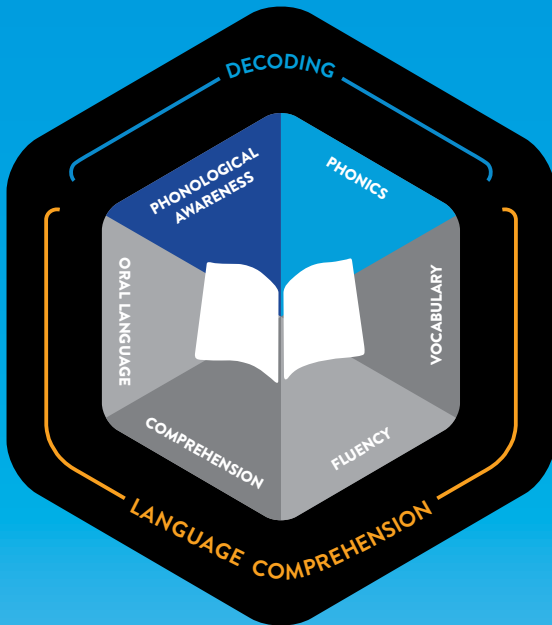 DECODING
PHONOLOGICAL
AWARENESS
PHONICS
ORAL LANGUAGE
VOCABULARY
COMPREHENSION
FLUENCY
LANGUAGE COMPREHENSION